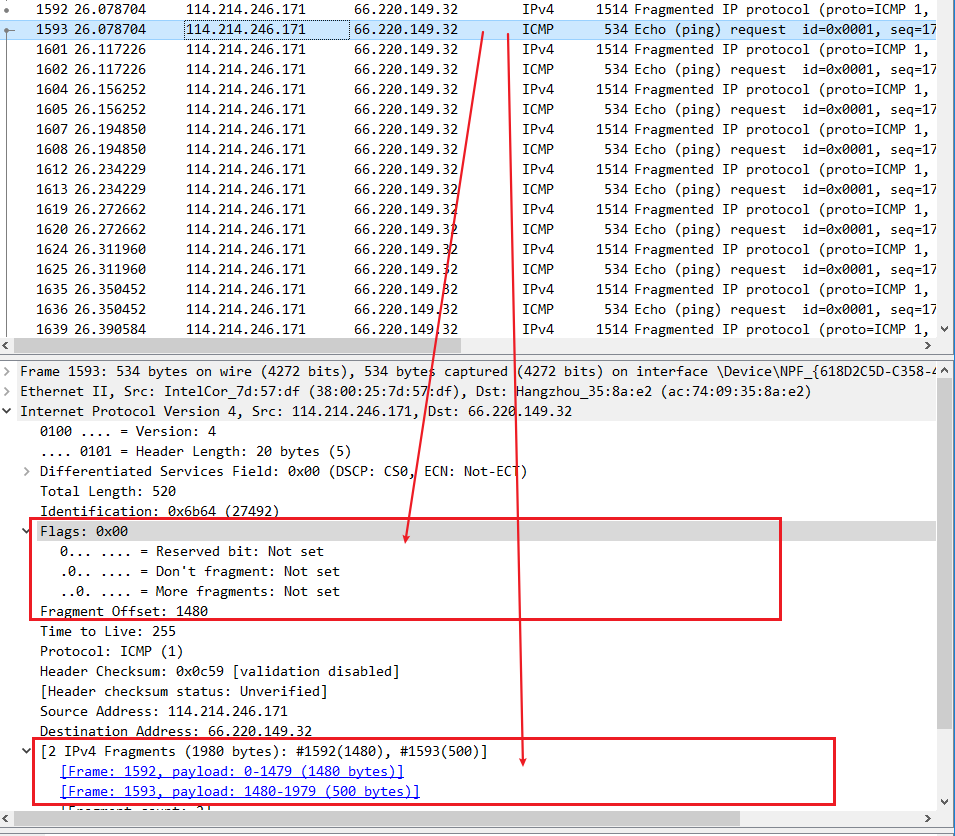 1592 26.078704 114.214.246.171 66.220.149.32 IPv4 1514 Fragmented IP protocol (proto=ICMP 1,
1593 26.078704 114.214.246.171 66.220.149.32 ICMP 534 Echo (ping) request id=0x0001, seq=17
1601 26.117226 114.214.246.171 66.220.149.32 IPv4 1514 Fragmented IP protocol (proto=ICMP 1,
1602 26.117226 114.214.246.171 66.220.149.32 ICMP 534 Echo (ping) request id=0x0001, seq=17
1604 26.156252 114.214.246.171 66.220.149.32 IPv4 1514 Fragmented IP protocol (proto=ICMP 1,
1605 26.156252 114.214.246.171 66.220.149.32 ICMP 534 Echo (ping) request id=0x0001, seq=17
1607 26.194850 114.214.246.171 66.220.149.32 IPv4 1514 Fragmented IP protocol (proto=ICMP 1,
1608 26.194850 114.214.246.171 66.220.149.32 ICMP 534 Echo (ping) request id=0x0001, seq=17
1612 26.234229 114.214.246.171 66.220.149.32 IPv4 1514 Fragmented IP protocol (proto=ICMP 1,
1613 26.234229 114.214.246.171 66.220.149.32 ICMP 534 Echo (ping) request id=0x0001, seq=17
1619 26.272662 114.214.246.171 66.220.149.32 IPv4 1514 Fragmented IP protocol (proto=ICMP 1,
1620 26.272662 114.214.246.171 66.220.149.32 ICMP 534 Echo (ping) request id=0x0001, seq=17
1624 26.311960 114.214.246.171 66.220.149.32 IPv4 1514 Fragmented IP protocol (proto=ICMP 1,
1625 26.311960 114.214.246.171 66.220.149.32 ICMP 534 Echo (ping) request id=0x0001, seq=17
1635 26.350452 114.214.246.171 66.220.149.32 IPv4 1514 Fragmented IP protocol (proto=ICMP 1,
1636 26.350452 114.214.246.171 66.220.149.32 ICMP 534 Echo (ping) request id=0x0001, seq=17
1639 26.390584 114.214.246.171 66.220.149.32 IPv4 1514 Fragmented IP protocol (proto=ICMP 1,
Frame 1593: 534 bytes on wire (4272 bits), 534 bytes captured (4272 bits) on interface \Device\NPF_{618D2C5D-C358-4
Ethernet II, Src: IntelCor_7d:57:df (38:00:25:7d:57:df), Dst: Hangzhou_35:8a:e2 (ac:74:09:35:8a:e2)
Internet Protocol Version 4, Src: 114.214.246.171, Dst: 66.220.149.32
0100 .... = Version: 4
.... 0101 = Header Length: 20 bytes (5)
Differentiated Services Field: 0x00 (DSCP: CS0, ECN: Not-ECT)
Total Length: 520
Identification: 0x6b64 (27492)
Flags: 0x00
0... .... = Reserved bit: Not set
.0.. .... = Don't fragment: Not set
..0. .... = More fragments: Not set
Fragment Offset: 1480
Time to Live: 255
Protocol: ICMP (1)
Header Checksum: 0x0c59 [validation disabled]
[Header checksum status: Unverified]
Source Address: 114.214.246.171
Destination Address: 66.220.149.32
[2 IPv4 Fragments (1980 bytes): #1592(1480), #1593(500)]
[Frame: 1592, payload: 0-1479 (1480 bytes)]
[Frame: 1593, payload: 1480-1979 (500 bytes)]
[Fragment count: 2]